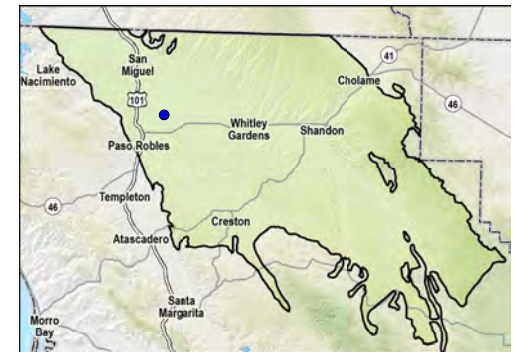 San
Miguel
Lake
Nacimiento
41
Cholame
101
46
Whitley
Gardens
Shandon
Paso Robles
Templeton
46
Creston
Atascadero
Santa
Margarita
Morro
Bay